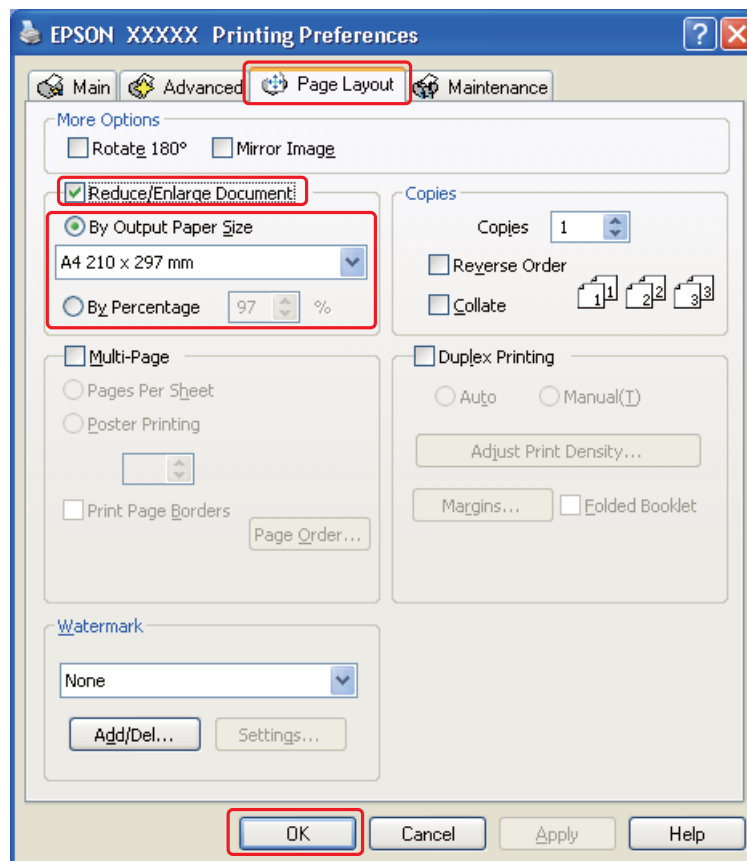 EPSON XXXXX Printing Preferences
Main
Advanced
Page Layout
Maintenance
More Options
Rotate 180°
Mirror Image
Reduce/Enlarge Document
By Output Paper Size
A4 210 x 297 mm
By Percentage
97
%
Copies
Copies
1
Reverse Order
Collate
1 1 2 2 3 3
Multi-Page
Pages Per Sheet
Poster Printing
Print Page Borders
Page Order...
Duplex Printing
Auto
Manual(T)
Adjust Print Density...
Margins...
Folded Booklet
Watermark
None
Add/Del...
Settings...
OK
Cancel
Apply
Help